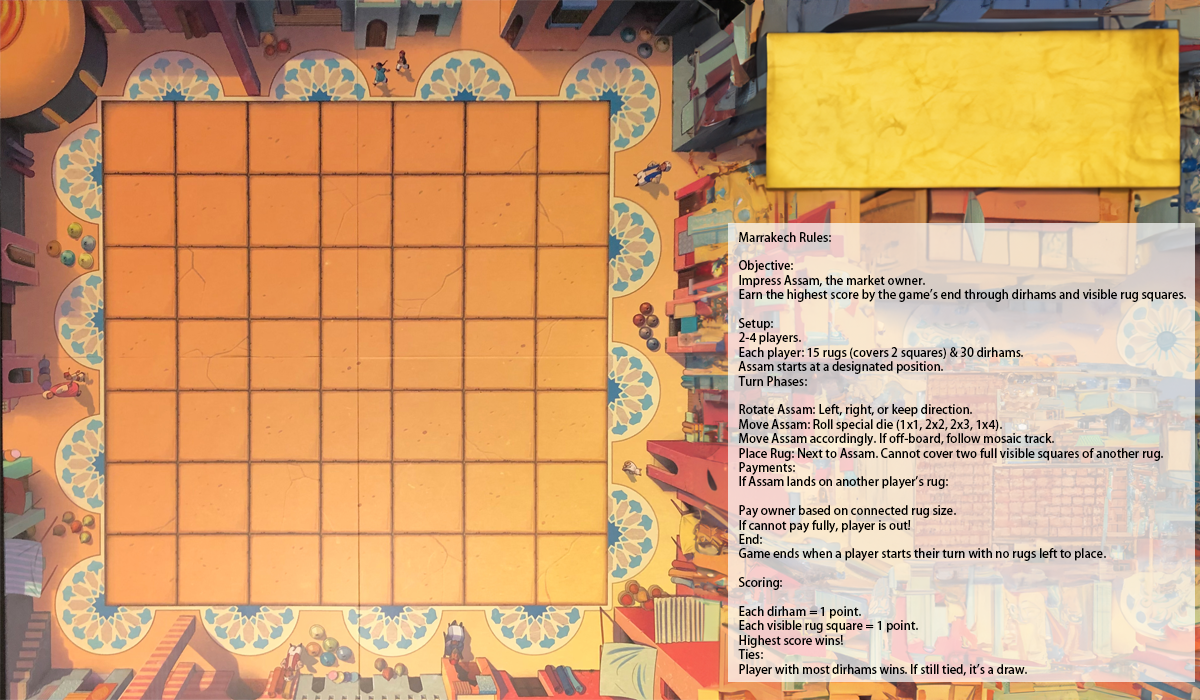 Marrakech Rules:
Objective:
Impress Assam, the market owner.
Earn the highest score by the game's end through dirhams and visible rug squares.
Setup:
2-4 players.
Each player: 15 rugs (covers 2 squares) & 30 dirhams.
Assam starts at a designated position.
Turn Phases:
Rotate Assam: Left, right, or keep direction.
Move Assam: Roll special die (1x1, 2x2, 2x3, 1x4).
Move Assam accordingly. If off-board, follow mosaic track.
Place Rug: Next to Assam. Cannot cover two full visible squares of another rug.
Payments:
If Assam lands on another player's rug:
Pay owner based on connected rug size.
If cannot pay fully, player is out!
End:
Game ends when a player starts their turn with no rugs left to place.
Scoring:
Each dirham = 1 point.
Each visible rug square = 1 point.
Highest score wins!
Ties:
Player with most dirhams wins. If still tied, it's a draw.